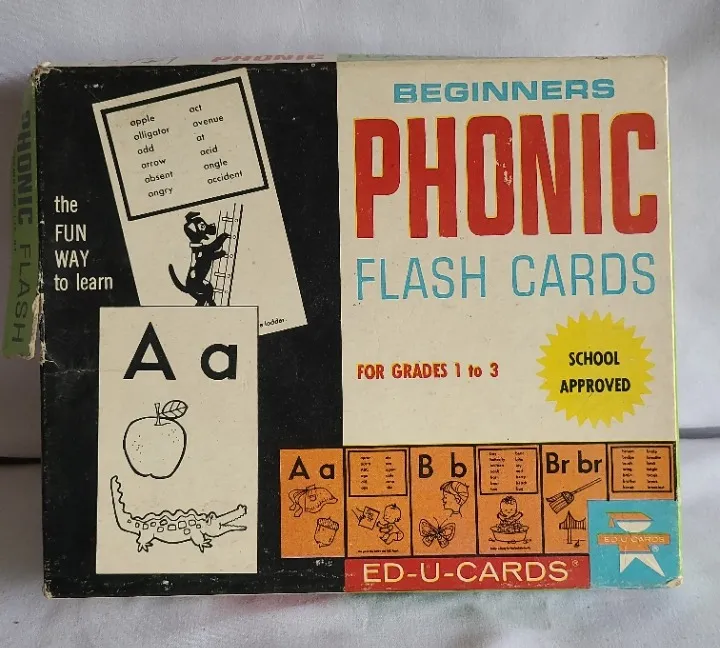 PHONIC
PHONIC FLASH
the
FUN
WAY
to learn
apple act
alligator avenue
add at
arrow acid
absent angle
angry accident
ladder.
A a
BEGINNERS
PHONIC
FLASH CARDS
FOR GRADES 1 to 3
SCHOOL
APPROVED
A a
B b
Br br
ED-U-CARDS®
ED-U-CARDS